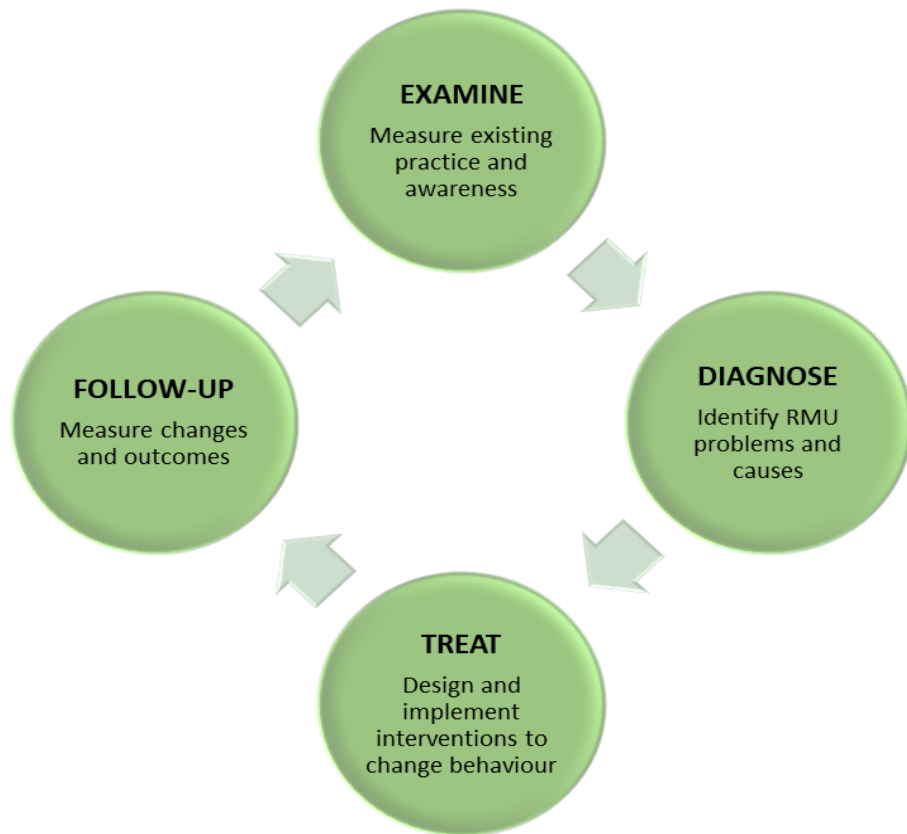 EXAMINE
Measure existing
practice and
awareness
DIAGNOSE
Identify RMU
problems and
causes
TREAT
Design and
implement
interventions to
change behaviour
FOLLOW-UP
Measure changes
and outcomes